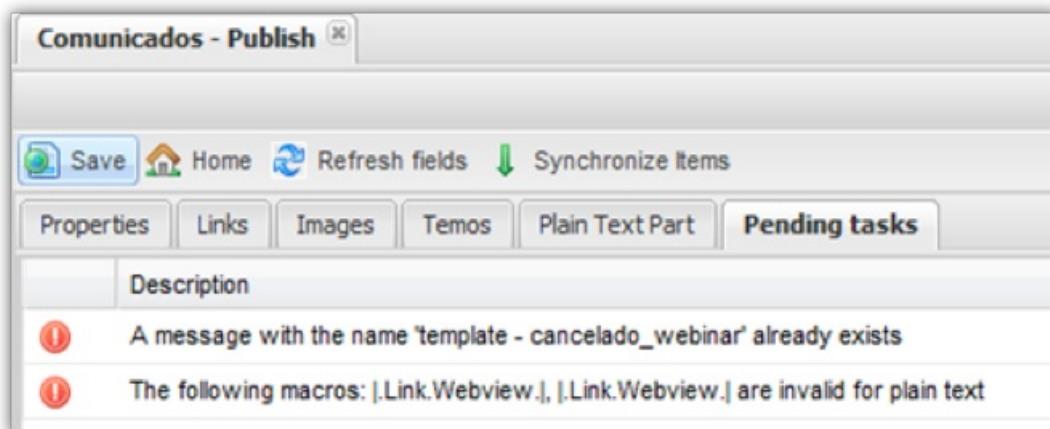 Comunicados - Publish
Save Home Refresh fields Synchronize Items
Properties Links Images Temos Plain Text Part Pending tasks
Description
A message with the name 'template - cancelado_webinar' already exists
The following macros: |.Link.Webview.|, |.Link.Webview.| are invalid for plain text